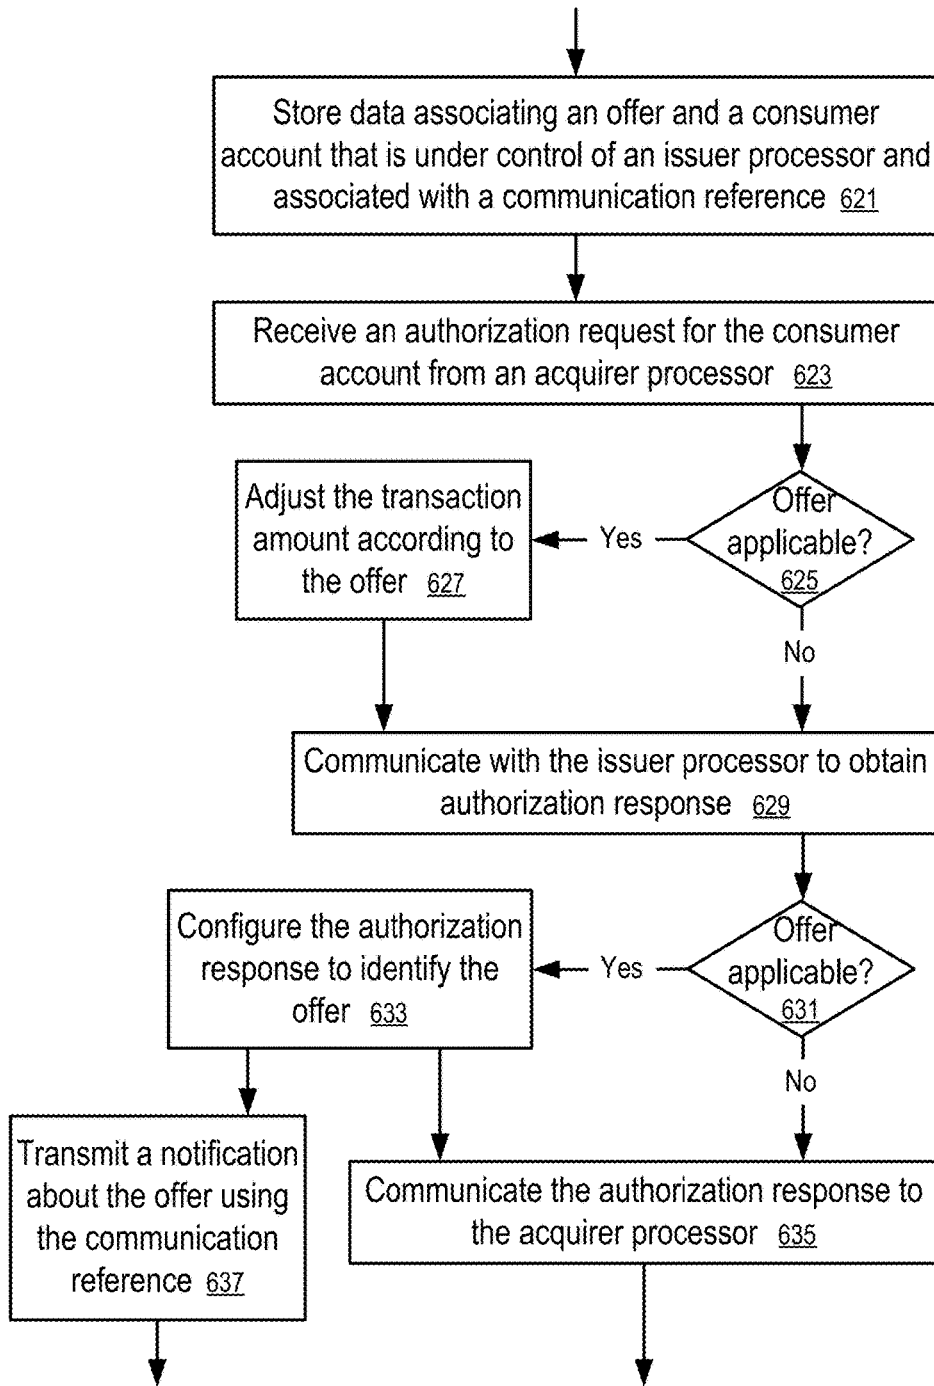 Store data associating an offer and a consumer
account that is under control of an issuer processor and
associated with a communication reference 621
Receive an authorization request for the consumer
account from an acquirer processor 623
Offer
applicable?
625
Yes
Adjust the transaction
amount according to
the offer 627
No
Communicate with the issuer processor to obtain
authorization response 629
Offer
applicable?
631
Yes
Configure the authorization
response to identify the
offer 633
No
Transmit a notification
about the offer using
the communication
reference 637
Communicate the authorization response to
the acquirer processor 635